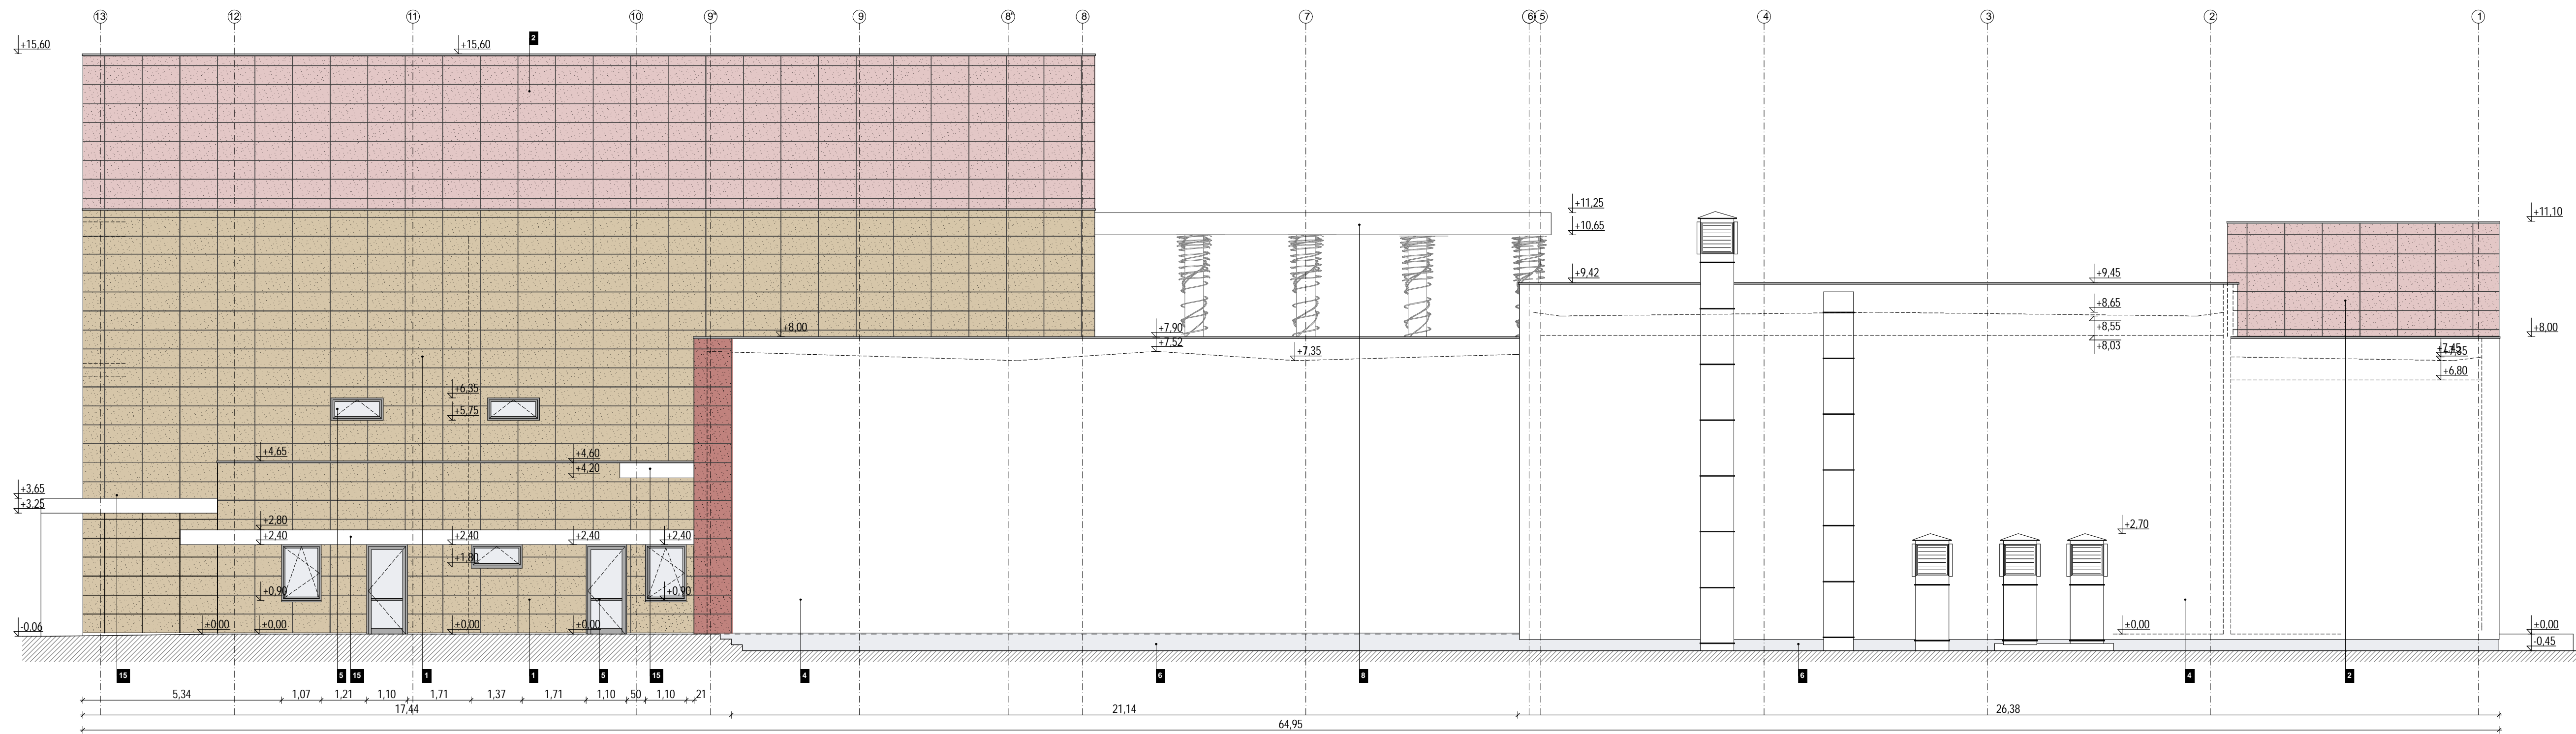 13 12 11 10 9" 9 8" 8 7 6 5 4 3 2 1
2
+15,60 +15,60
+11,25
+11,10
+10,65
+9,42 +9,45
+8,65
+8,00 +7,90 +8,55 +8,00
+7,52 +7,35 +8,03 +7,45
+6,80
+6,35
+5,75
+4,65 +4,60
+4,20
+3,65
+3,25
+2,80 +2,70
+2,40 +2,40 +2,40 +2,40
+1,80
+0,90 +0,90
-0,06 ±0,00 ±0,00 ±0,00 ±0,00 ±0,00 ±0,00
-0,45
15 5 15 1 1 5 15 4 6 8 6 4 2
5,34 1,07 1,21 1,10 1,71 1,37 1,71 1,10 50 1,10 21
17,44 21,14 26,38
64,95